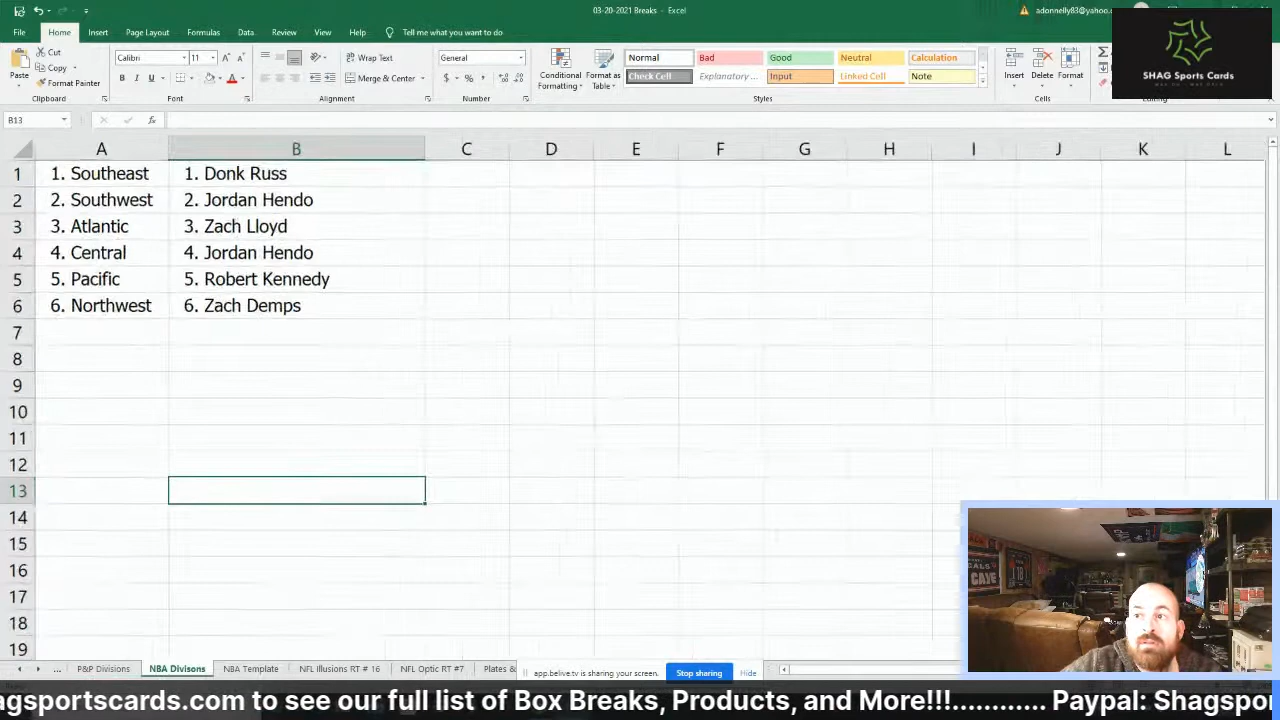 03-20-2021 Breaks - Excel
adonnelly83@yahoo.c
File Home Insert Page Layout Formulas Data Review View Help Tell me what you want to do
Cut
Copy
Format Painter
Paste
Clipboard
Calibri 11
B I U
Font
Wrap Text
Merge & Center
Alignment
General
$ % ,
Number
Conditional Formatting
Format as Table
Normal Bad Good Neutral Calculation
Check Cell Explanatory ... Input Linked Cell Note
Styles
Insert Delete Format
Cells
Editing
SHAG Sports Cards
B13
fx
A B C D E F G H I J K L
1 1. Southeast 1. Donk Russ
2 2. Southwest 2. Jordan Hendo
3 3. Atlantic 3. Zach Lloyd
4 4. Central 4. Jordan Hendo
5 5. Pacific 5. Robert Kennedy
6 6. Northwest 6. Zach Demps
7
8
9
10
11
12
13
14
15
16
17
18
19
CAVE
18
... P&P Divisions NBA Divisons NBA Template NFL Illusions RT # 16 NFL Optic RT #7 Plates &
app.belive.tv is sharing your screen. Stop sharing Hide
agsportscards.com to see our full list of Box Breaks, Products, and More!!!............ Paypal: Shagspor